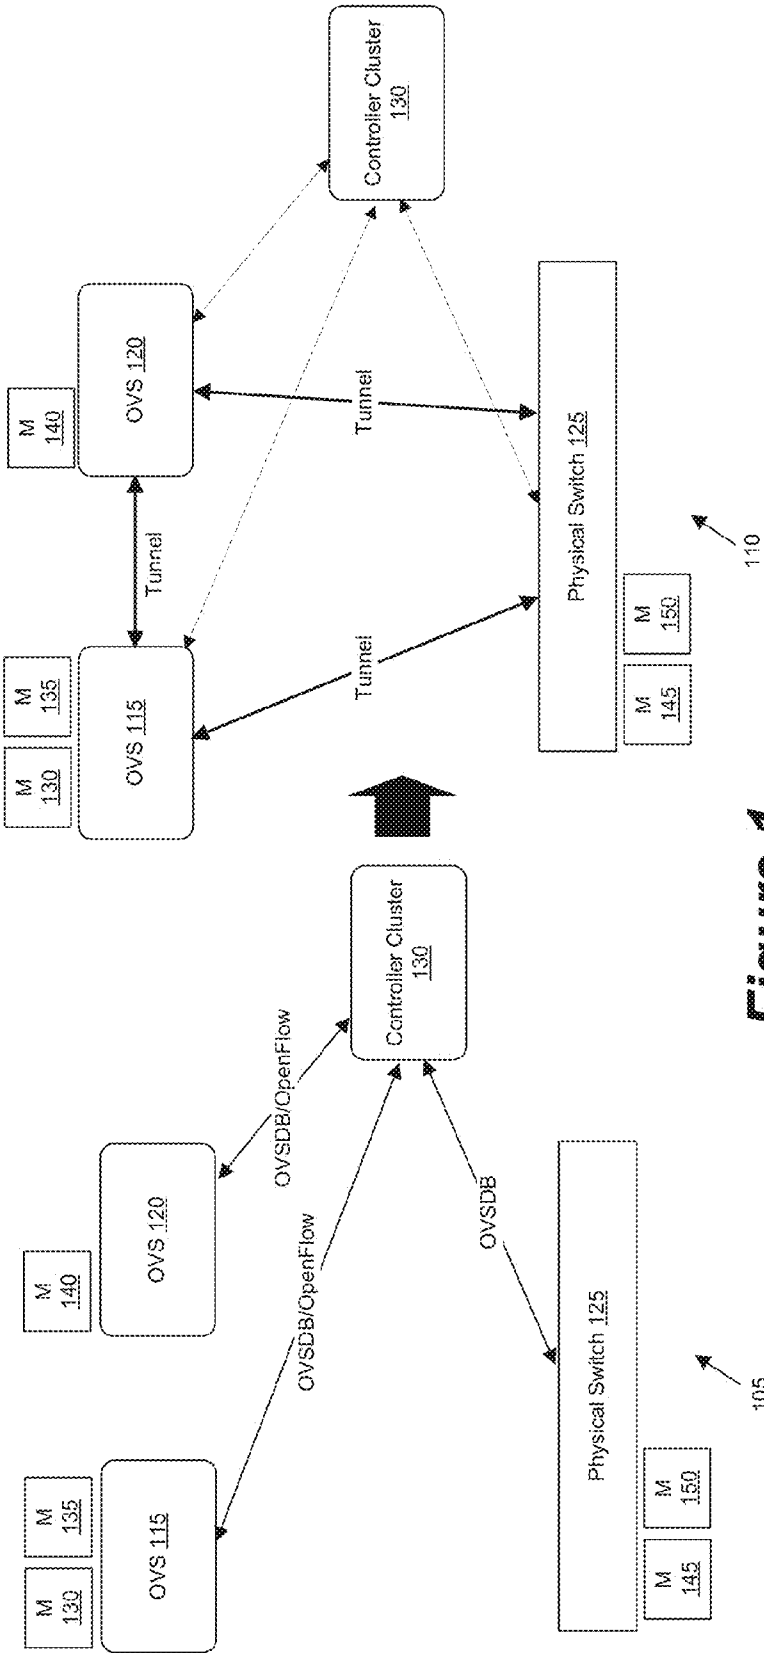 M
130
M
135
OVS 115
M
140
OVS 120
OVSDB/OpenFlow
OVSDB/OpenFlow
Controller Cluster
130
OVSDB
Physical Switch 125
M
145
M
150
105
M
130
M
135
OVS 115
Tunnel
M
140
OVS 120
Tunnel
Tunnel
Controller Cluster
130
Physical Switch 125
M
145
M
150
110
Figure 1